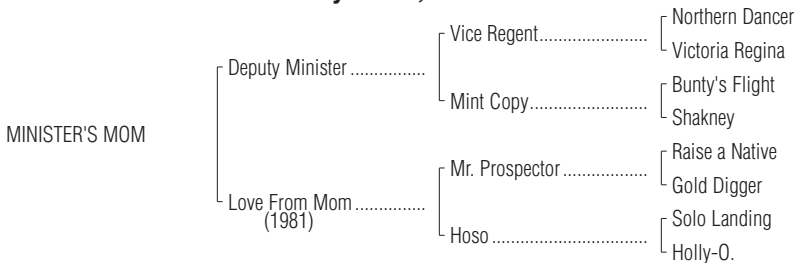 Northern Dancer
Vice Regent
Victoria Regina
Deputy Minister
Bunty's Flight
Mint Copy
Shakney
MINISTER'S MOM
Raise a Native
Mr. Prospector
Gold Digger
Love From Mom
(1981)
Solo Landing
Hoso
Holly-O.